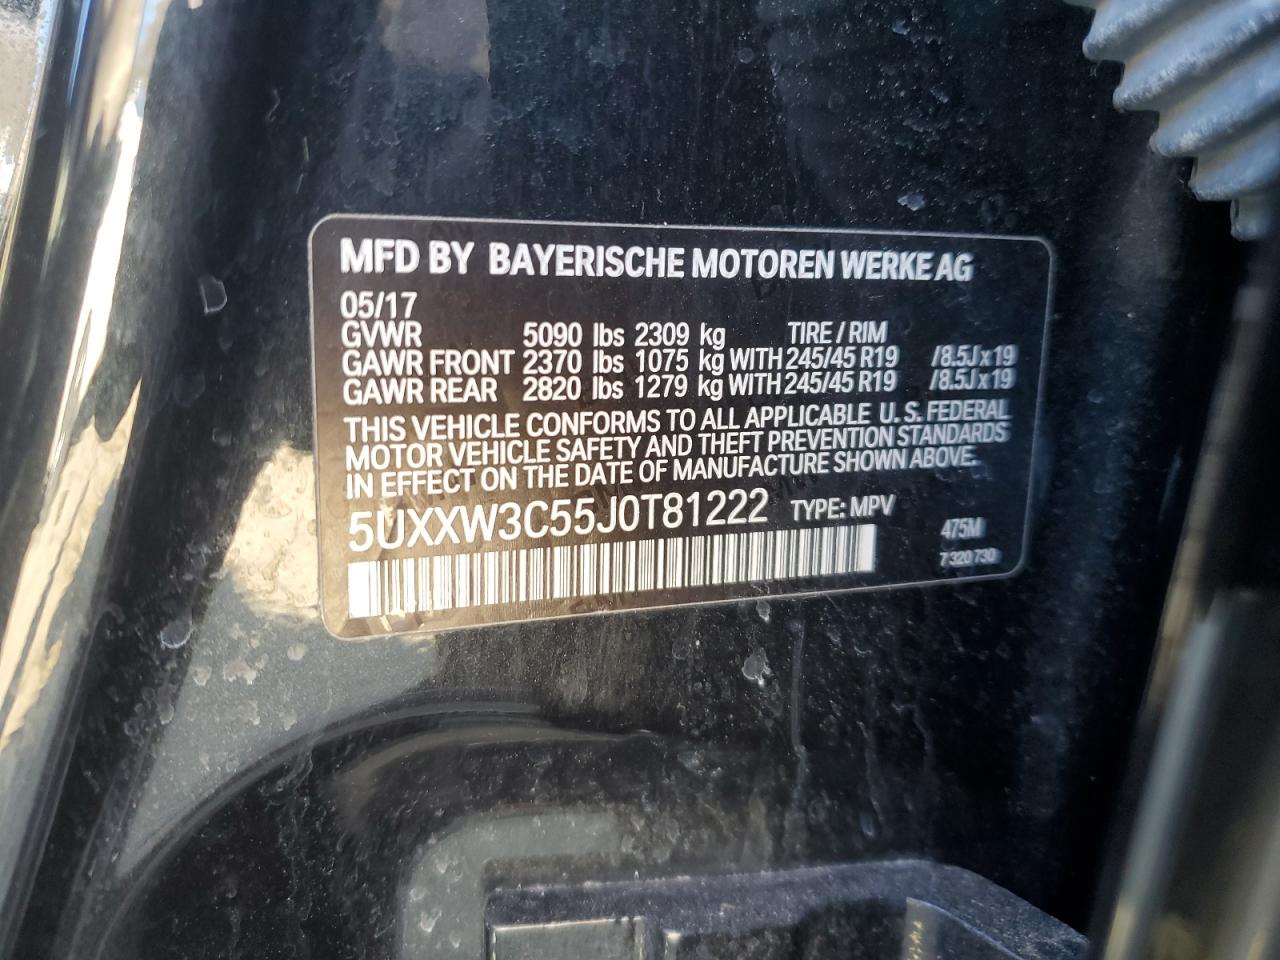 MFD BY BAYERISCHE MOTOREN WERKE AG
05/17
GVWR 5090 lbs 2309 kg TIRE / RIM
GAWR FRONT 2370 lbs 1075 kg WITH 245/45 R19 /8.5J x 19
GAWR REAR 2820 lbs 1279 kg WITH 245/45 R19 /8.5J x 19
THIS VEHICLE CONFORMS TO ALL APPLICABLE U.S. FEDERAL
MOTOR VEHICLE SAFETY AND THEFT PREVENTION STANDARDS
IN EFFECT ON THE DATE OF MANUFACTURE SHOWN ABOVE.
5UXXW3C55J0T81222 TYPE: MPV
475M
7 320 730